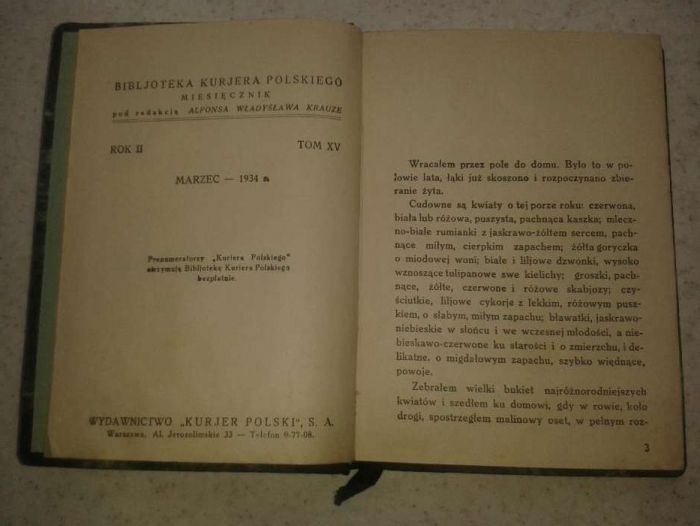 BIBLJOTEKA KURJERA POLSKIEGO
MIESIĘCZNIK
pod redakcją ALFONSA WŁADYSŁAWA KRAUZE
ROK II TOM XV
MARZEC — 1934
Prenumeratorzy „Kuriera Polskiego"
otrzymują Bibliotekę Kuriera Polskiego
bezpłatnie.
WYDAWNICTWO „KURJER POLSKI", S. A.
Warszawa, Al. Jerozolimskie 33 — Telefon 9-77-08.
Wracałem przez pole do domu. Było to w po-
łowie lata, łąki już skoszono i rozpoczynano zbie-
ranie żyta.
Cudowne są kwiaty o tej porze roku: czerwona,
biała lub różowa, puszysta, pachnąca kaszka; mlecz-
no-białe rumianki z jaskrawo-żółtem sercem, pach-
nące miłym, cierpkim zapachem; żółta goryczka
o miodowej woni; białe i liljowe dzwonki, wysoko
wznoszące tulipanowe swe kielichy; groszki, pach-
nące, żółte, czerwone i różowe skabjozy; czy-
ściutkie, liljowe cykorje z lekkim, różowym pusz-
kiem, o słabym, miłym zapachu; bławatki, jaskrawo-
niebieskie w słońcu i we wczesnej młodości, a nie-
bieskawo-czerwone ku starości i o zmierzchu, i de-
likatne, o migdałowym zapachu, szybko więdnące,
powoje.
Zebrałem wielki bukiet najróżnorodniejszych
kwiatów i szedłem ku domowi, gdy w rowie, koło
drogi, spostrzegłem malinowy oset, w pełnym roz-
3